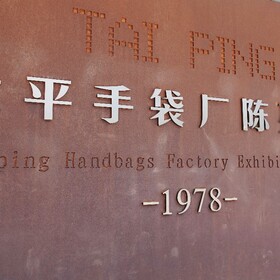 TAI PING
平手袋厂陈
ping Handbags Factory Exhibi
-1978-